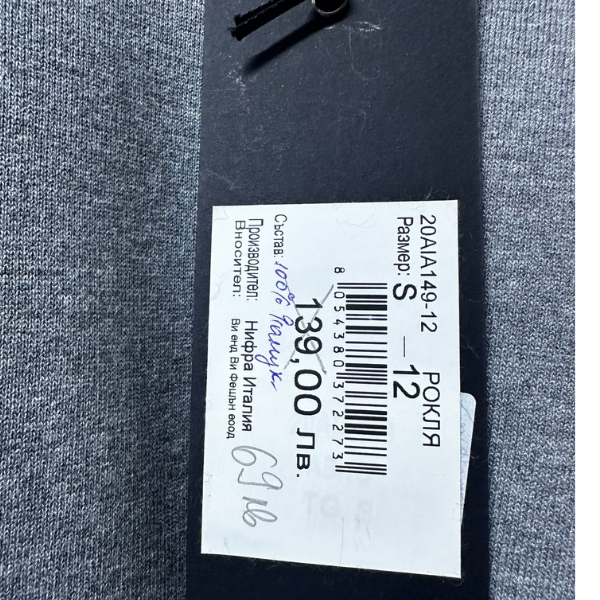 20AIA149-12 РОКЛЯ
Размер: S – 12
8 054380 372273
139,00 Лв.
Състав: 100% Памук
Производител: Нифра Италия
Вносител: Ви енд Ви Фешън еоод
69 лв